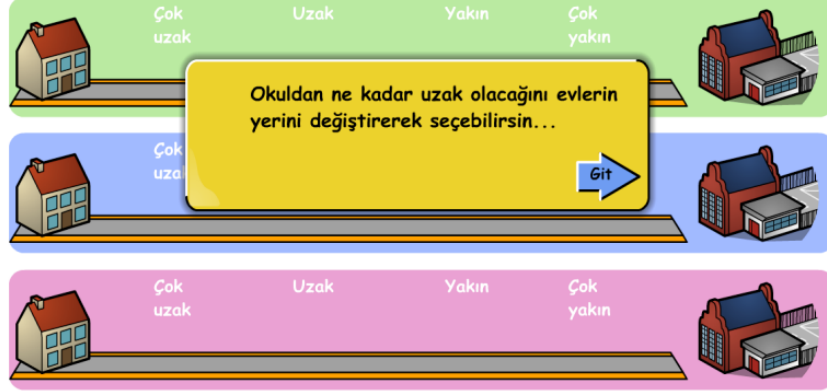 Çok uzak
Uzak
Yakın
Çok yakın
Okuldan ne kadar uzak olacağını evlerin
yerini değiştirerek seçebilirsin...
Git
Çok
Çok uzak
Uzak
Yakın
Çok yakın